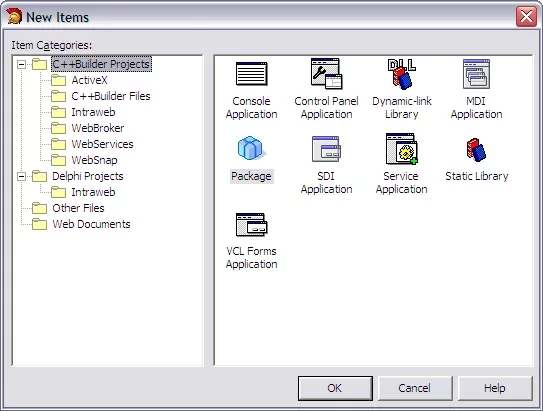 New Items
Item Categories:
C++Builder Projects
ActiveX
C++Builder Files
Intraweb
WebBroker
WebServices
WebSnap
Delphi Projects
Intraweb
Other Files
Web Documents
Console Application
Control Panel Application
DLL
Dynamic-link Library
MDI Application
Package
SDI Application
Service Application
Static Library
VCL Forms Application
OK
Cancel
Help